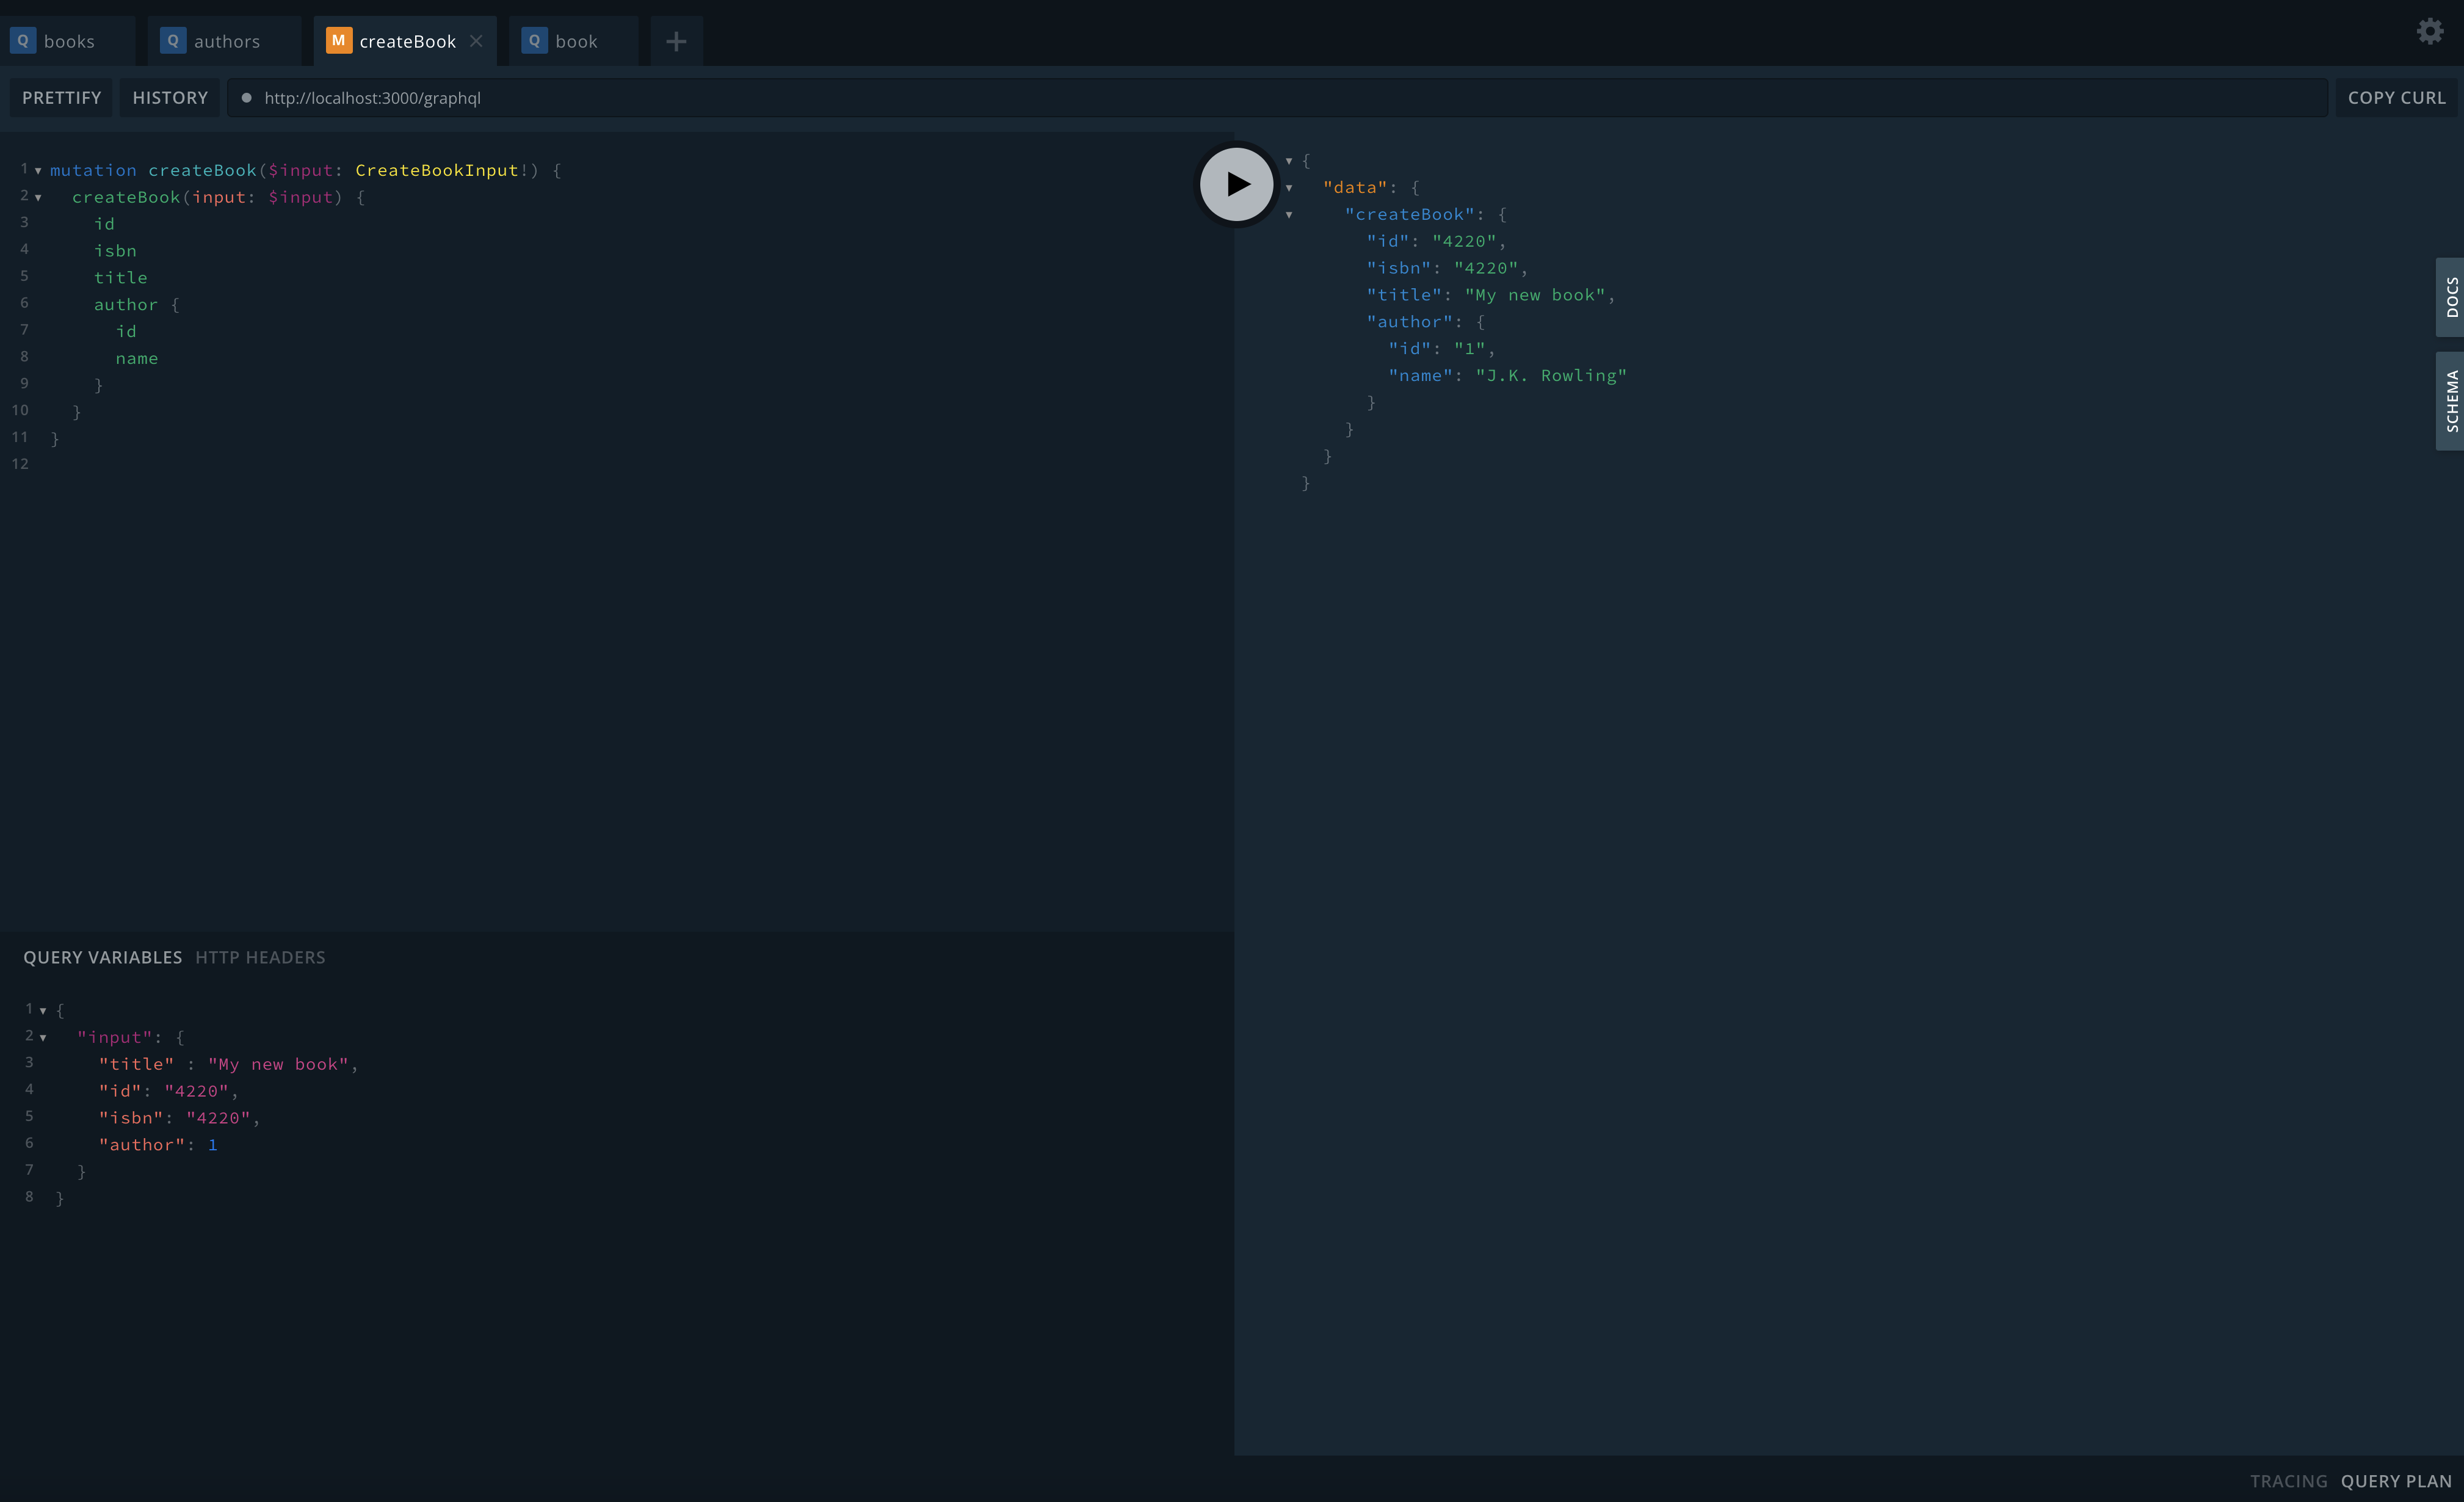 Q books Q authors M createBook × Q book +
PRETTIFY HISTORY http://localhost:3000/graphql COPY CURL
1 mutation createBook($input: CreateBookInput!) {
2   createBook(input: $input) {
3     id
4     isbn
5     title
6     author {
7       id
8       name
9     }
10   }
11 }
12
{
  "data": {
    "createBook": {
      "id": "4220",
      "isbn": "4220",
      "title": "My new book",
      "author": {
        "id": "1",
        "name": "J.K. Rowling"
      }
    }
  }
}
DOCS
SCHEMA
QUERY VARIABLES HTTP HEADERS
1 {
2   "input": {
3     "title" : "My new book",
4     "id": "4220",
5     "isbn": "4220",
6     "author": 1
7   }
8 }
TRACING QUERY PLAN